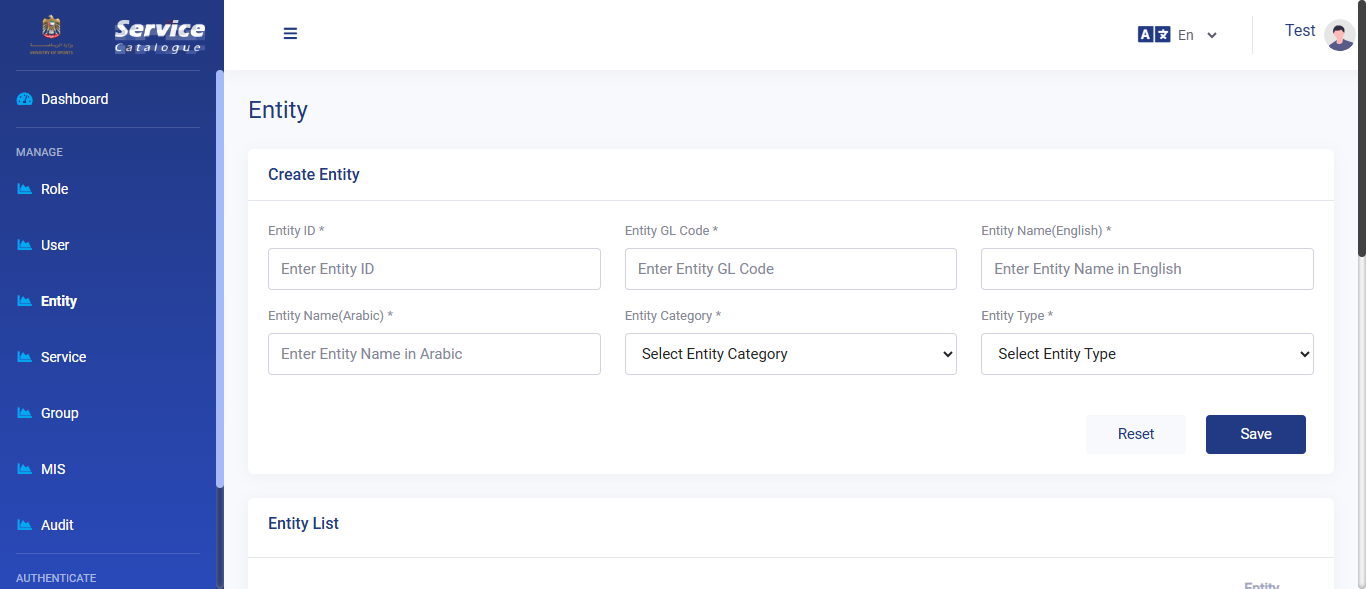 MINISTRY OF SPORTS
Service
Catalogue
En
Test
Dashboard
MANAGE
Role
User
Entity
Service
Group
MIS
Audit
AUTHENTICATE
Entity
Create Entity
Entity ID *
Entity GL Code *
Entity Name(English) *
Enter Entity ID
Enter Entity GL Code
Enter Entity Name in English
Entity Name(Arabic) *
Entity Category *
Entity Type *
Enter Entity Name in Arabic
Select Entity Category
Select Entity Type
Reset
Save
Entity List
Entity